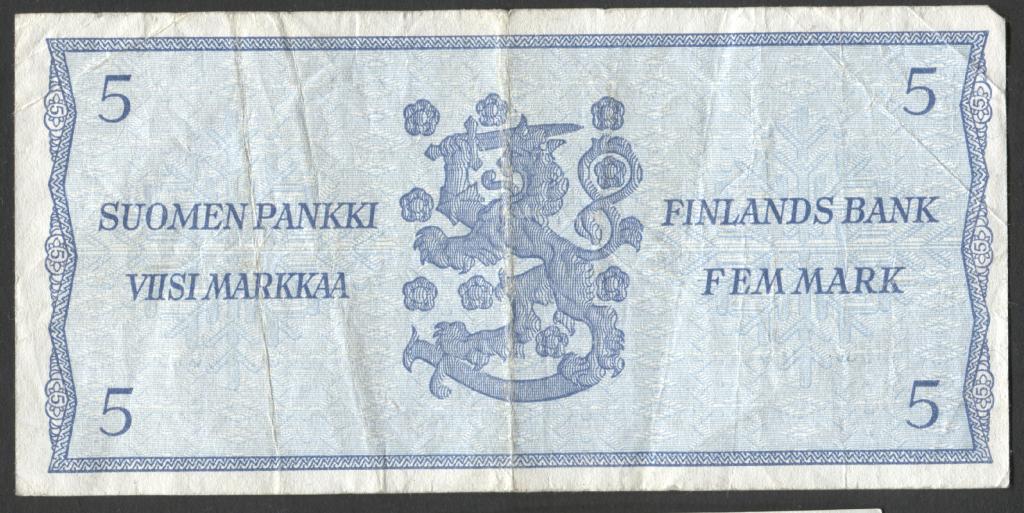 5
5
SUOMEN PANKKI
FINLANDS BANK
VIISI MARKKAA
FEM MARK
5
5